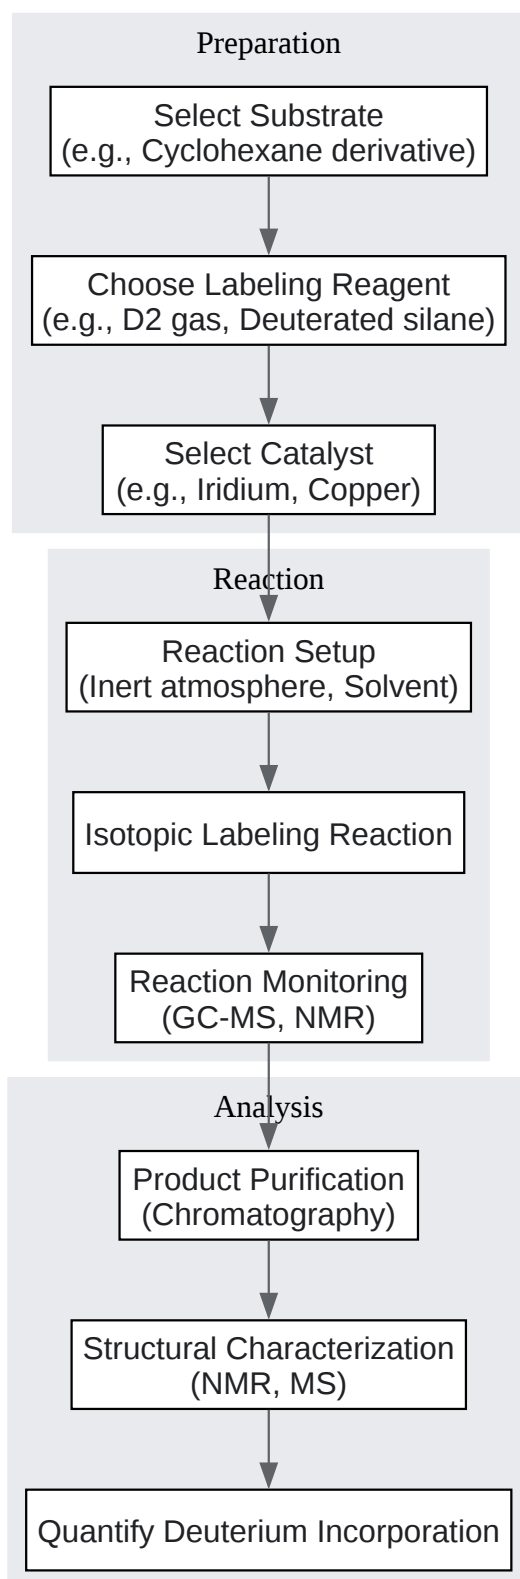 Preparation
Select Substrate
(e.g., Cyclohexane derivative)
Choose Labeling Reagent
(e.g., D2 gas, Deuterated silane)
Select Catalyst
(e.g., Iridium, Copper)
Reaction
Reaction Setup
(Inert atmosphere, Solvent)
Isotopic Labeling Reaction
Reaction Monitoring
(GC-MS, NMR)
Analysis
Product Purification
(Chromatography)
Structural Characterization
(NMR, MS)
Quantify Deuterium Incorporation